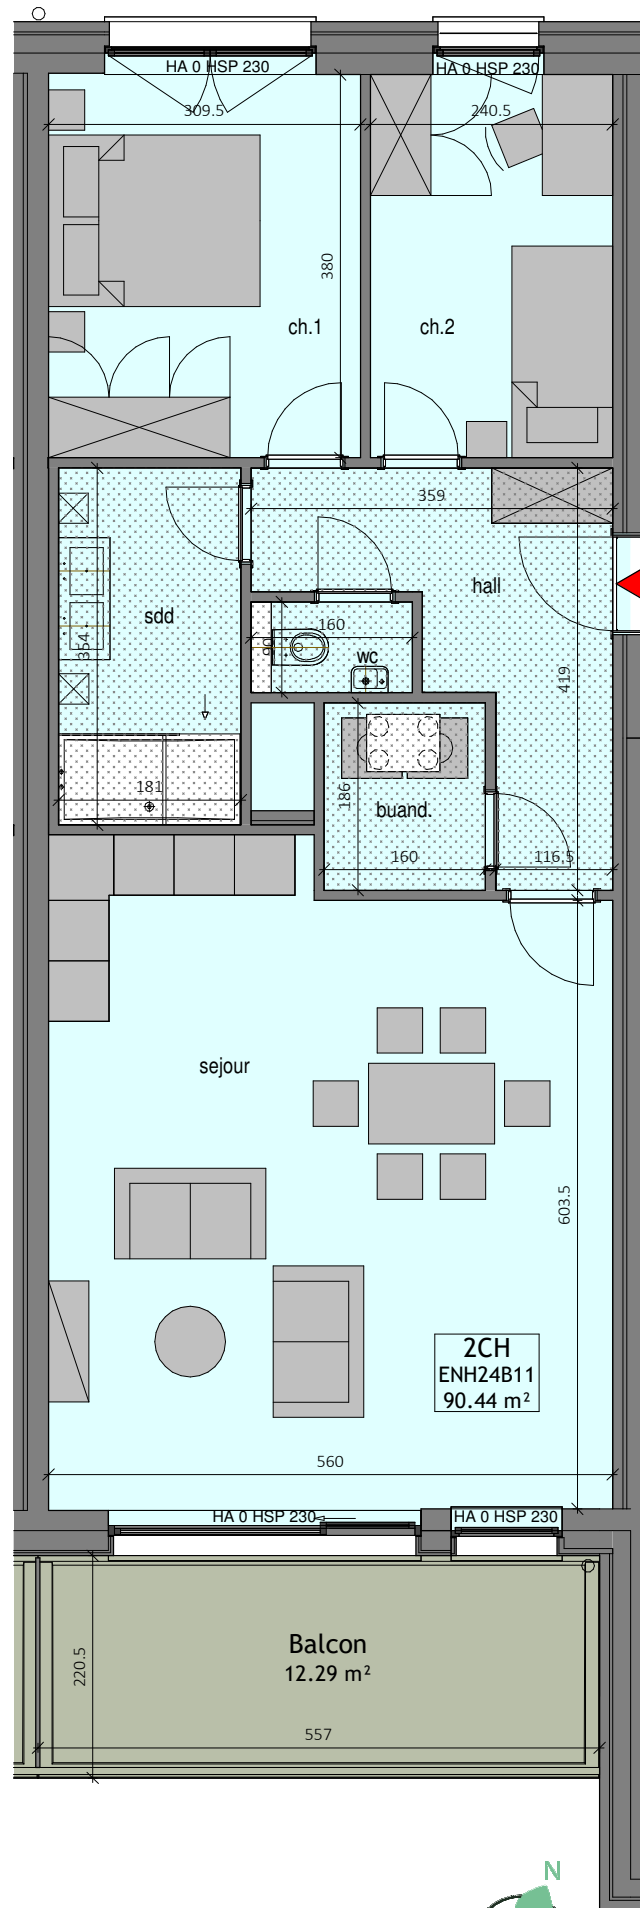 HA 0 HSP 230
HA 0 HSP 230
309.5
240.5
380
ch.1
ch.2
359
hall
sdd
354
160
90
wc
419
181
186
buand.
160
116.5
sejour
603.5
2CH
ENH24B11
90.44 m²
560
HA 0 HSP 230
HA 0 HSP 230
Balcon
12.29 m²
220.5
557
N